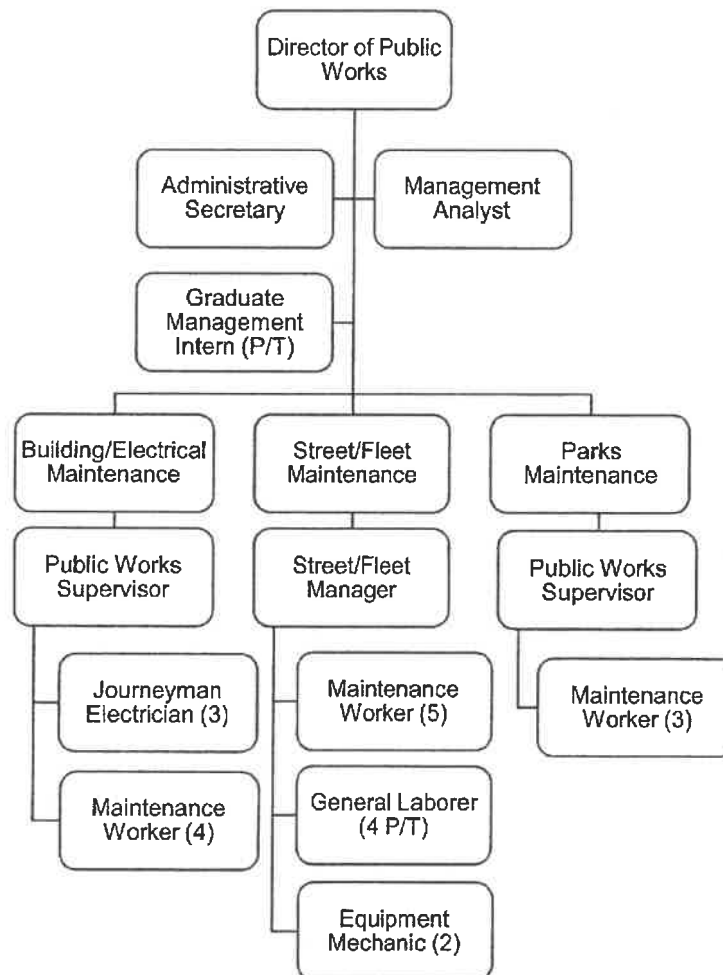 Director of Public
Works
Administrative
Secretary
Management
Analyst
Graduate
Management
Intern (P/T)
Building/Electrical
Maintenance
Street/Fleet
Maintenance
Parks
Maintenance
Public Works
Supervisor
Street/Fleet
Manager
Public Works
Supervisor
Journeyman
Electrician (3)
Maintenance
Worker (4)
Maintenance
Worker (5)
General Laborer
(4 P/T)
Equipment
Mechanic (2)
Maintenance
Worker (3)